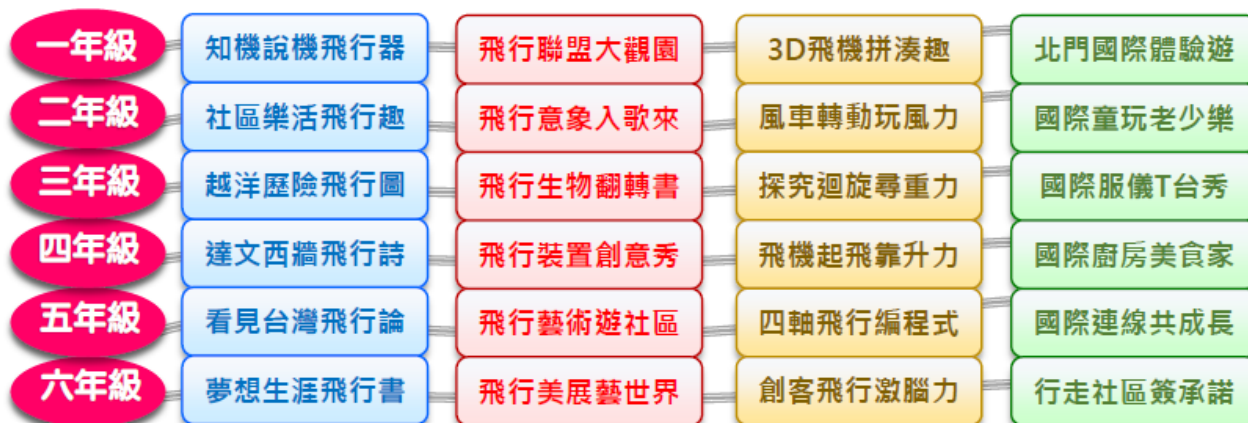 一年級 知機說機飛行器 飛行聯盟大觀園 3D飛機拼湊趣 北門國際體驗遊
二年級 社區樂活飛行趣 飛行意象入歌來 風車轉動玩風力 國際童玩老少樂
三年級 越洋歷險飛行圖 飛行生物翻轉書 探究迴旋尋重力 國際服儀T台秀
四年級 達文西牆飛行詩 飛行裝置創意秀 飛機起飛靠升力 國際廚房美食家
五年級 看見台灣飛行論 飛行藝術遊社區 四軸飛行編程式 國際連線共成長
六年級 夢想生涯飛行書 飛行美展藝世界 創客飛行激腦力 行走社區簽承諾